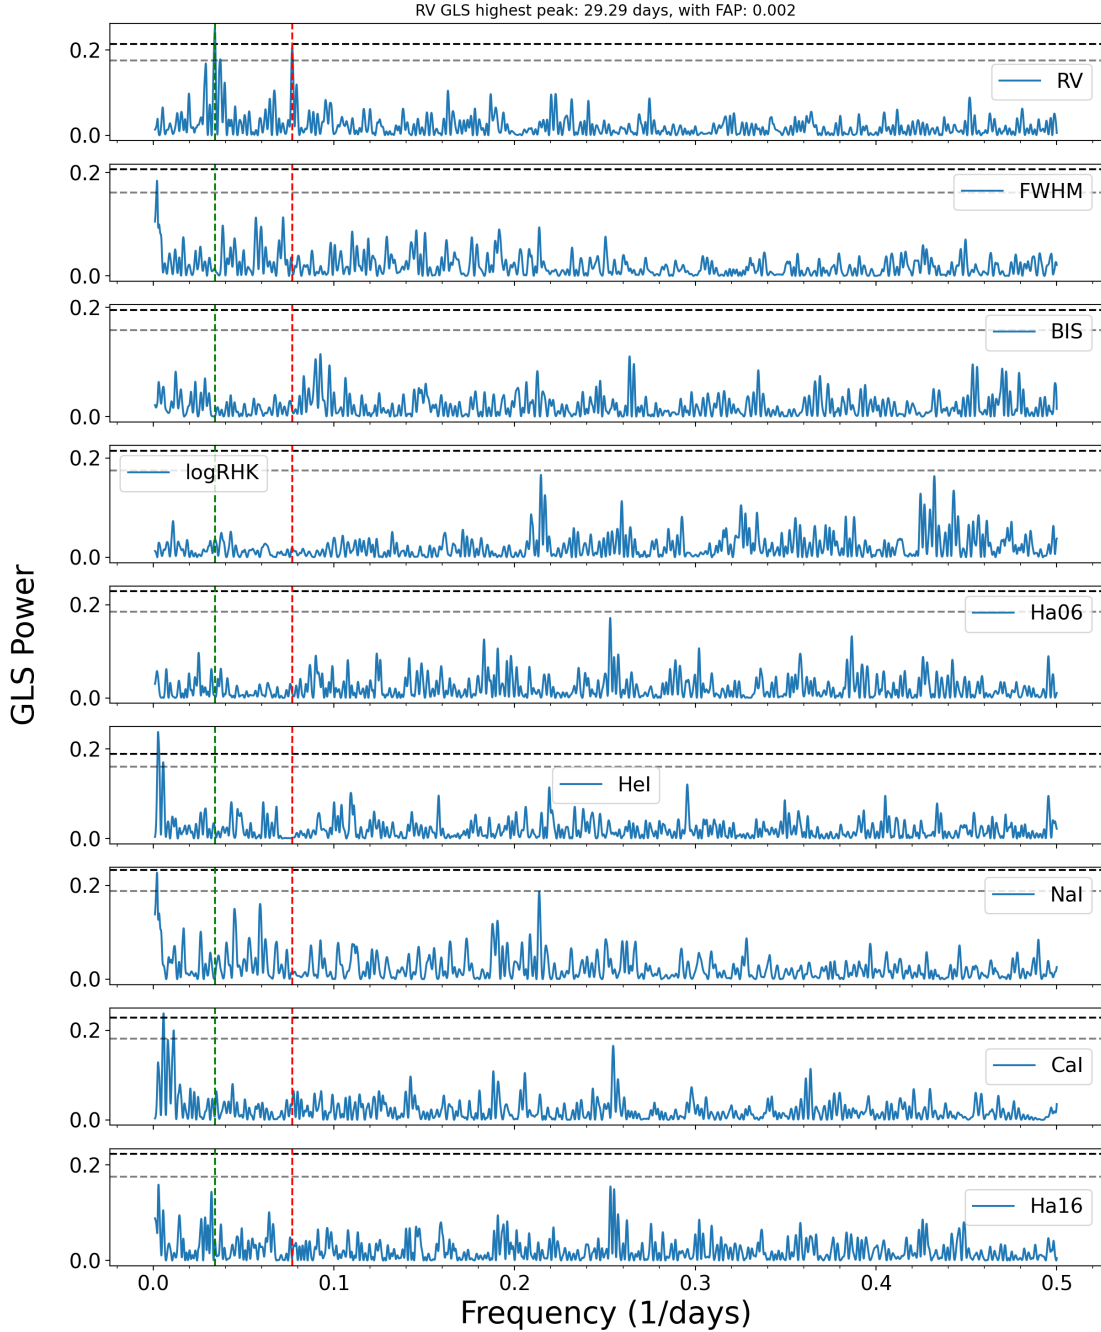 RV GLS highest peak: 29.29 days, with FAP: 0.002
0.2
0.0
RV
0.2
0.0
FWHM
0.2
0.0
BIS
0.2
0.0
logRHK
0.2
0.0
Ha06
0.2
0.0
HeI
0.2
0.0
NaI
0.2
0.0
CaI
0.2
0.0
Ha16
GLS Power
0.0 0.1 0.2 0.3 0.4 0.5
Frequency (1/days)